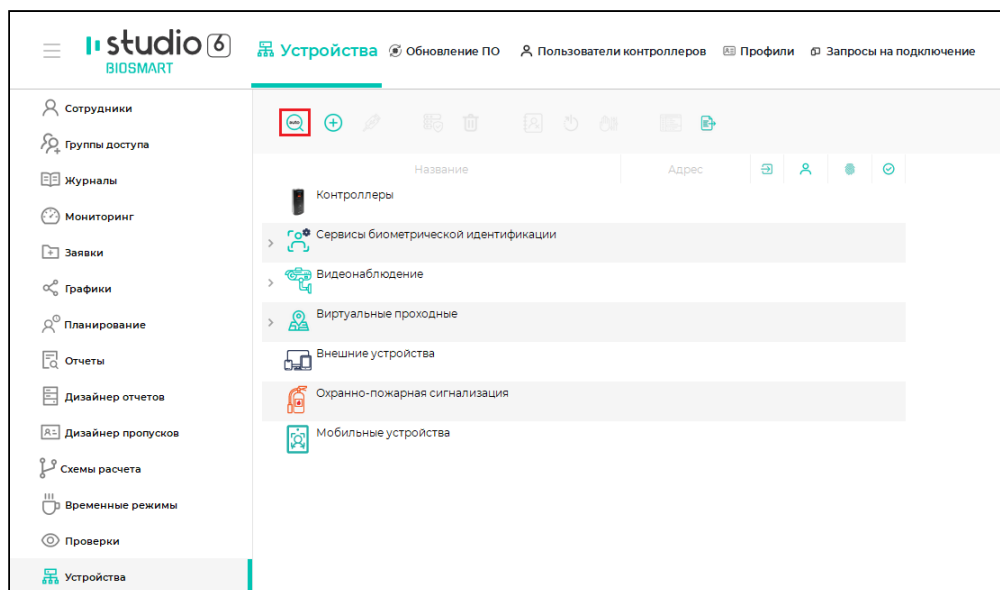 studio 6
BIOSMART
Устройства
Обновление ПО
Пользователи контроллеров
Профили
Запросы на подключение
Сотрудники
Группы доступа
Журналы
Мониторинг
Заявки
Графики
Планирование
Отчеты
Дизайнер отчетов
Дизайнер пропусков
Схемы расчета
Временные режимы
Проверки
Устройства
auto
Название
Адрес
Контроллеры
Сервисы биометрической идентификации
Видеонаблюдение
Виртуальные проходные
Внешние устройства
Охранно-пожарная сигнализация
Мобильные устройства